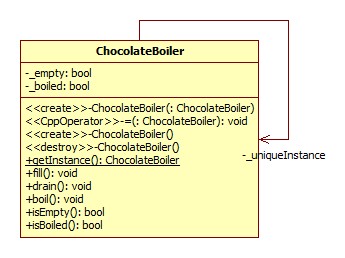 ChocolateBoiler
-_empty: bool
-_boiled: bool
<<create>>-ChocolateBoiler(: ChocolateBoiler)
<<CppOperator>>-=(: ChocolateBoiler): void
<<create>>-ChocolateBoiler()
<<destroy>>-ChocolateBoiler()
+getInstance(): ChocolateBoiler
+fill(): void
+drain(): void
+boil(): void
+isEmpty(): bool
+isBoiled(): bool
-_uniqueInstance